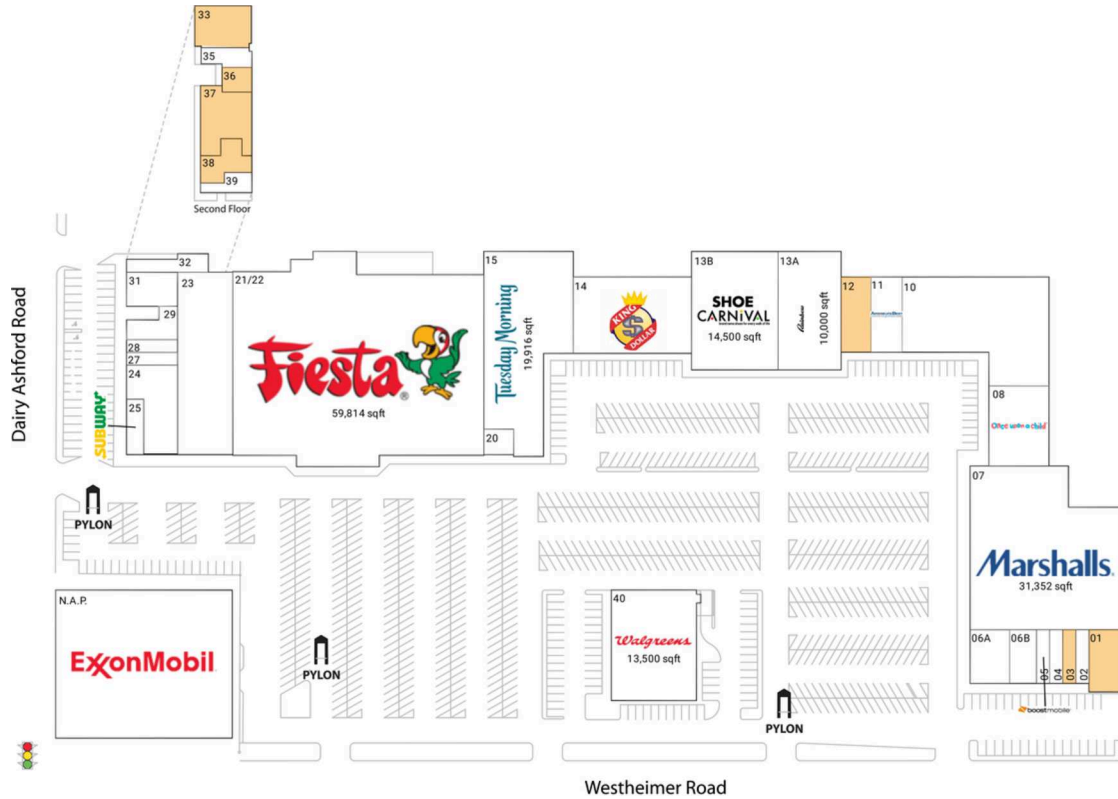 33
35
36
37
38
39
Second Floor
32
31
23
21/22
15
13B
13A
12
11
10
29
14
KING
$
DOLLAR
SHOE
CARNIVAL
14,500 sqft
10,000 sqft
Tuesday Morning
19,916 sqft
28
27
24
25
SUBWAY
Fiesta®
59,814 sqft
20
08
once upon a child
07
Dairy Ashford Road
PYLON
Marshalls.
31,352 sqft
N.A.P.
ExxonMobil
40
Walgreens
13,500 sqft
PYLON
06A
06B
05
04
03
02
01
boostmobile
PYLON
Westheimer Road